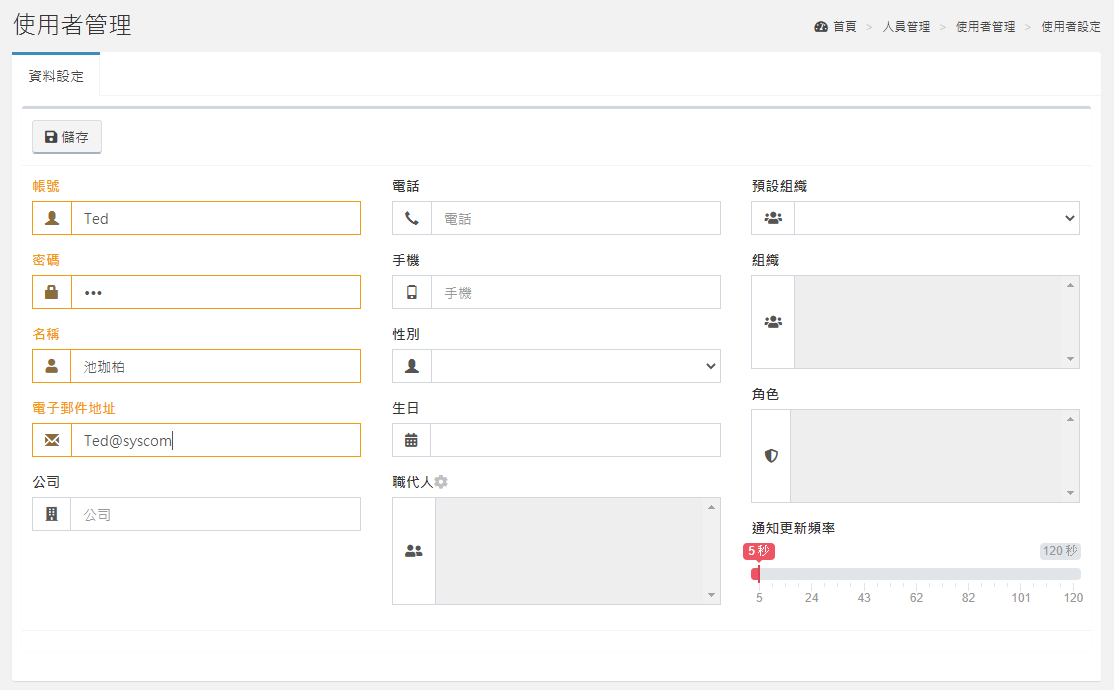 使用者管理
首頁 > 人員管理 > 使用者管理 > 使用者設定
資料設定
儲存
帳號
Ted
密碼
•••
名稱
池珈柏
電子郵件地址
Ted@syscom
公司
公司
電話
電話
手機
手機
性別
生日
職代人
預設組織
組織
角色
通知更新頻率
5 秒
120 秒
5 24 43 62 82 101 120